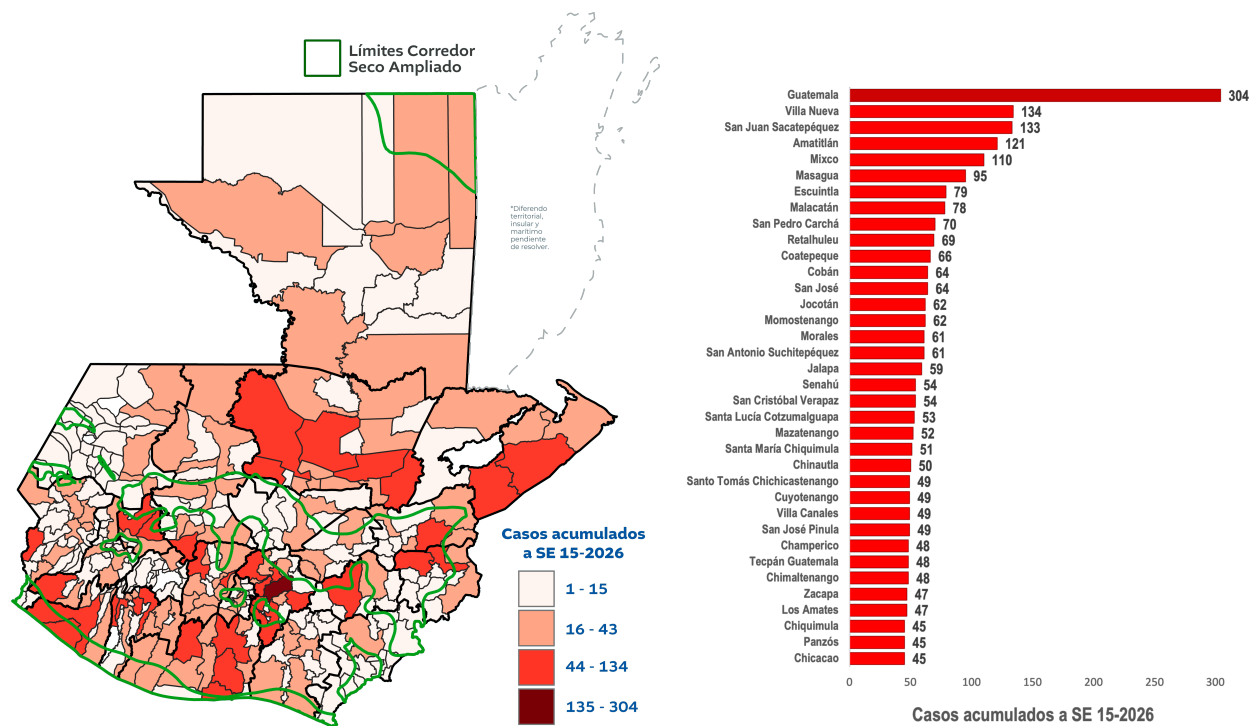 Límites Corredor
Seco Ampliado
*Diferendo
territorial,
insular y
marítimo
pendiente
de resolver.
Casos acumulados
a SE 15-2026
1 - 15
16 - 43
44 - 134
135 - 304
Guatemala 304
Villa Nueva 134
San Juan Sacatepéquez 133
Amatitlán 121
Mixco 110
Masagua 95
Escuintla 79
Malacatán 78
San Pedro Carchá 70
Retalhuleu 69
Coatepeque 66
Cobán 64
San José 64
Jocotán 62
Momostenango 62
Morales 61
San Antonio Suchitepéquez 61
Jalapa 59
Senahú 54
San Cristóbal Verapaz 54
Santa Lucía Cotzumalguapa 53
Mazatenango 52
Santa María Chiquimula 51
Chinautla 50
Santo Tomás Chichicastenango 49
Cuyotenango 49
Villa Canales 49
San José Pinula 49
Champerico 48
Tecpán Guatemala 48
Chimaltenango 48
Zacapa 47
Los Amates 47
Chiquimula 45
Panzós 45
Chicacao 45
0 50 100 150 200 250 300
Casos acumulados a SE 15-2026